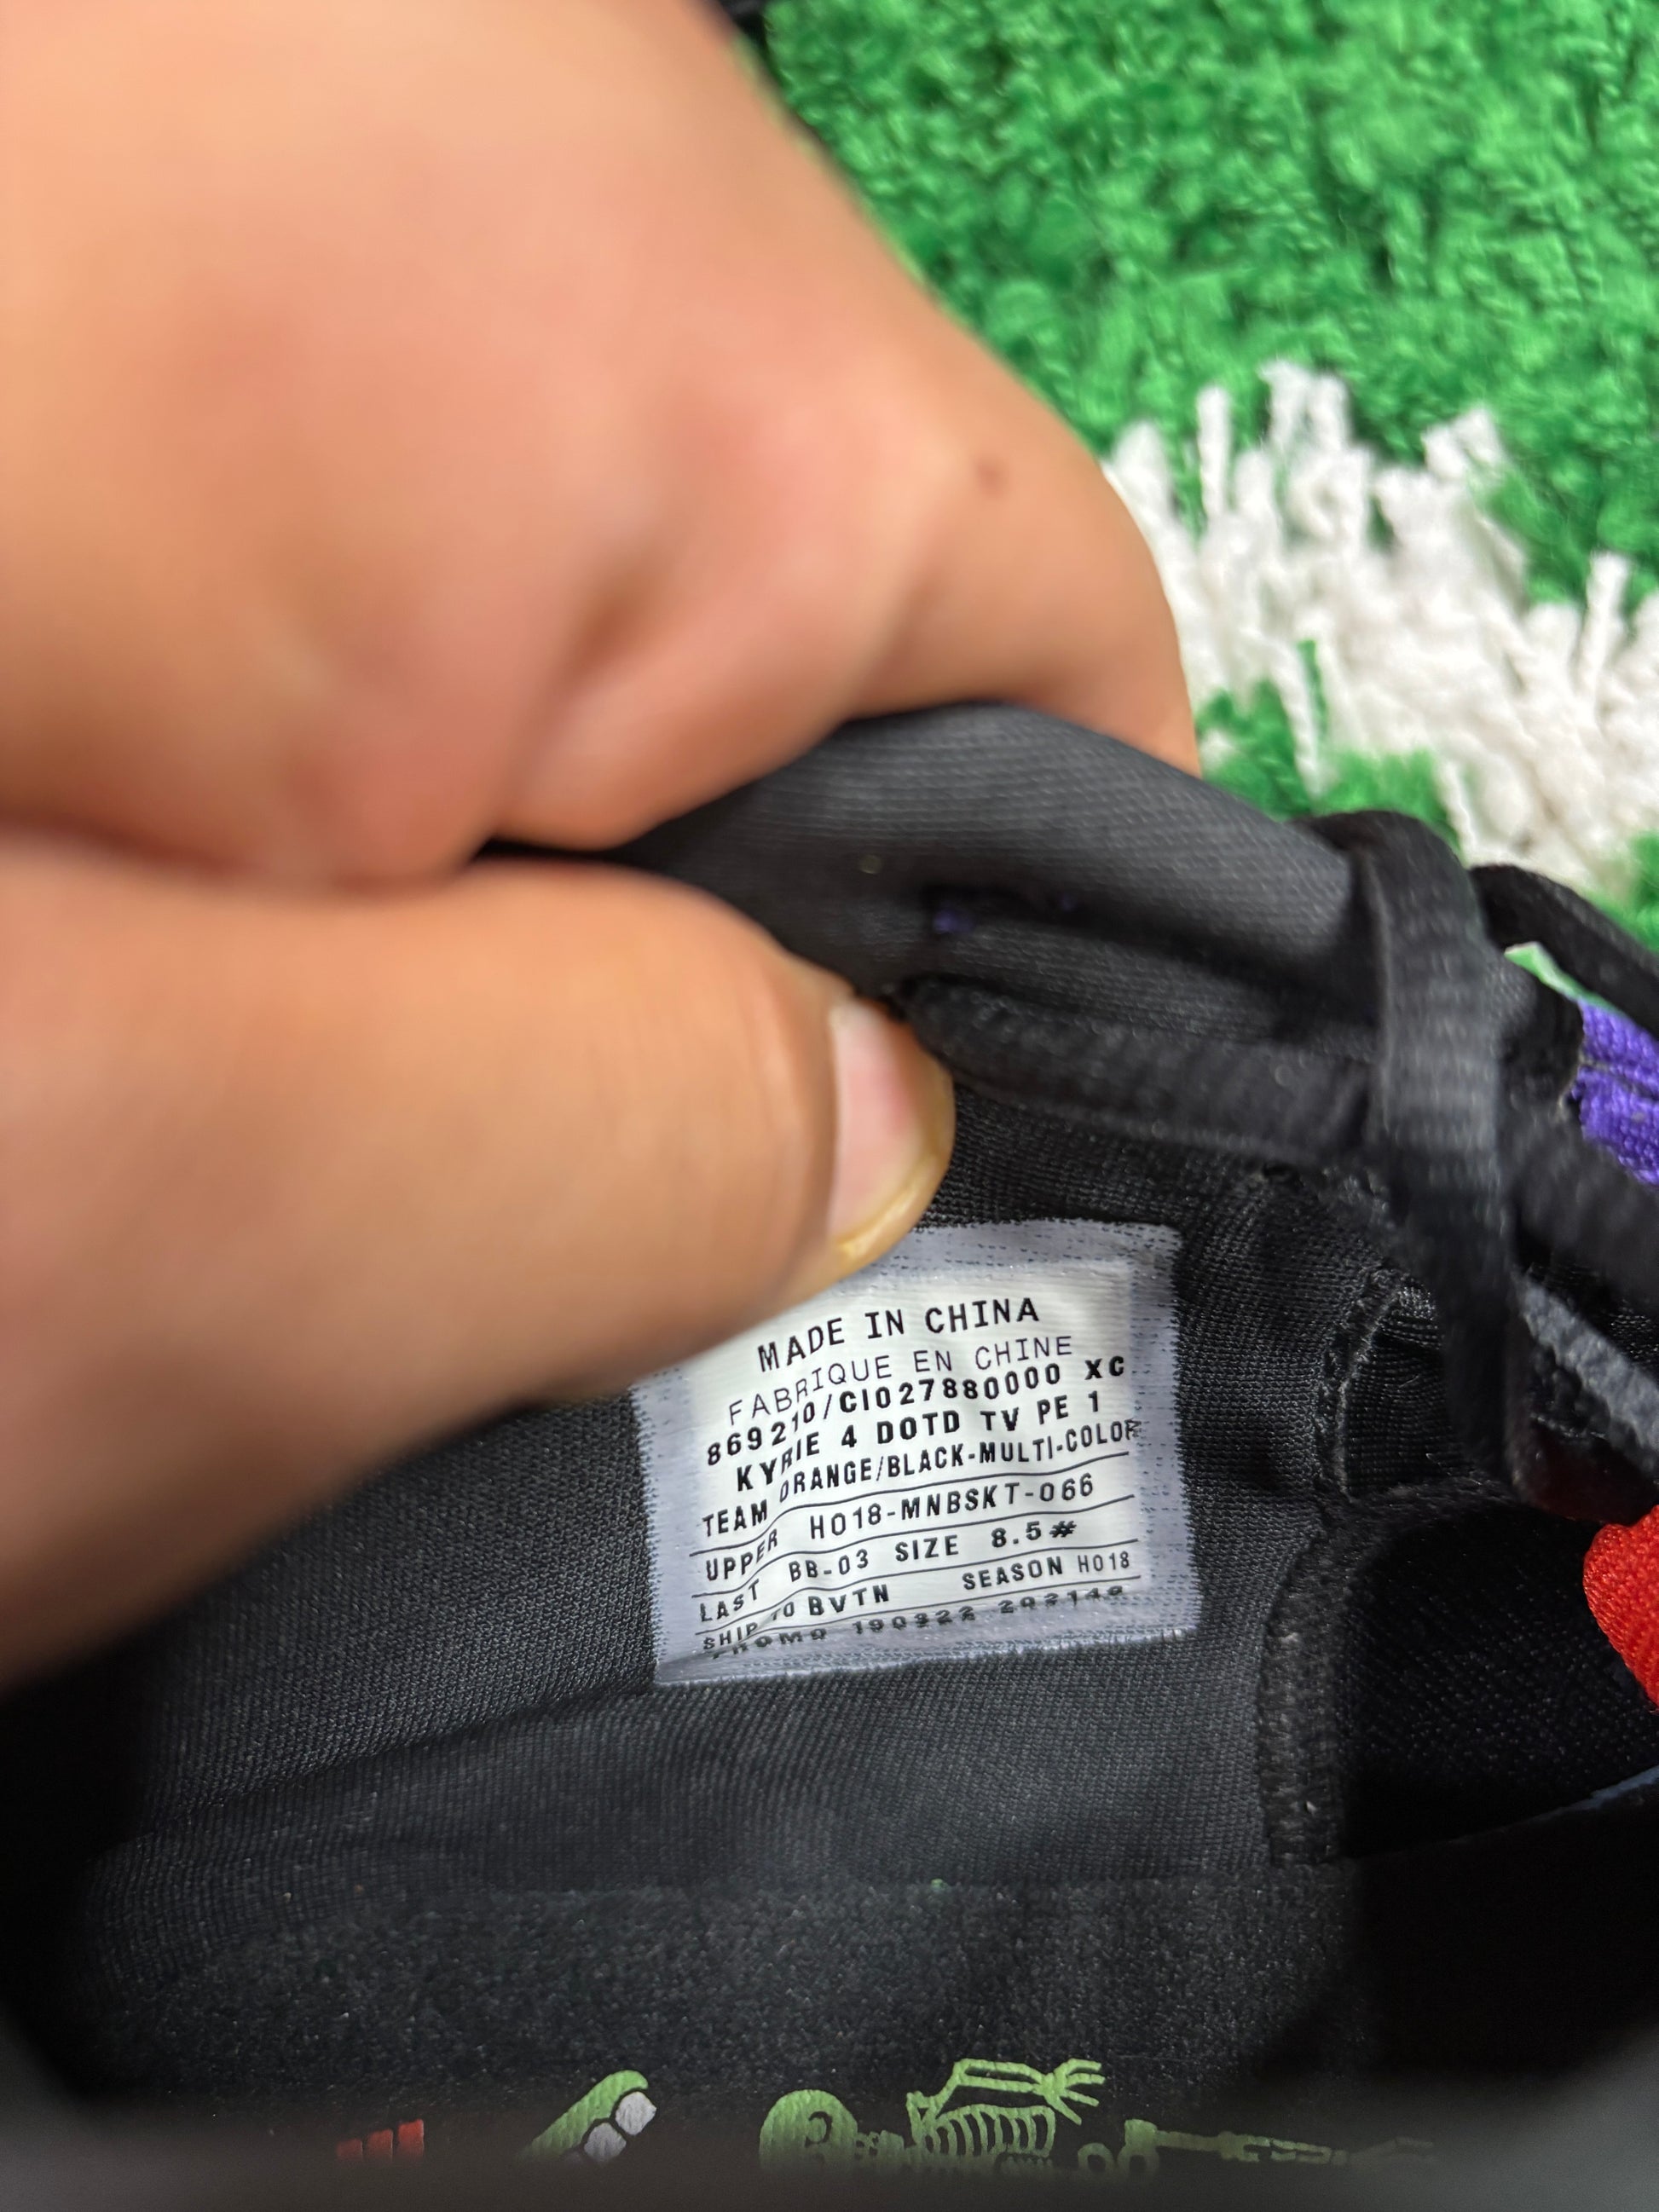 MADE IN CHINA
FABRIQUE EN CHINE
869210/CI027880000 XC
KYRIE 4 DOTD TV PE 1
TEAM ORANGE/BLACK-MULTI-COLOR
UPPER HO18-MNBSKT-066
LAST BB-03 SIZE 8.5#
SHIP TO BVTN SEASON HO18
PROMO